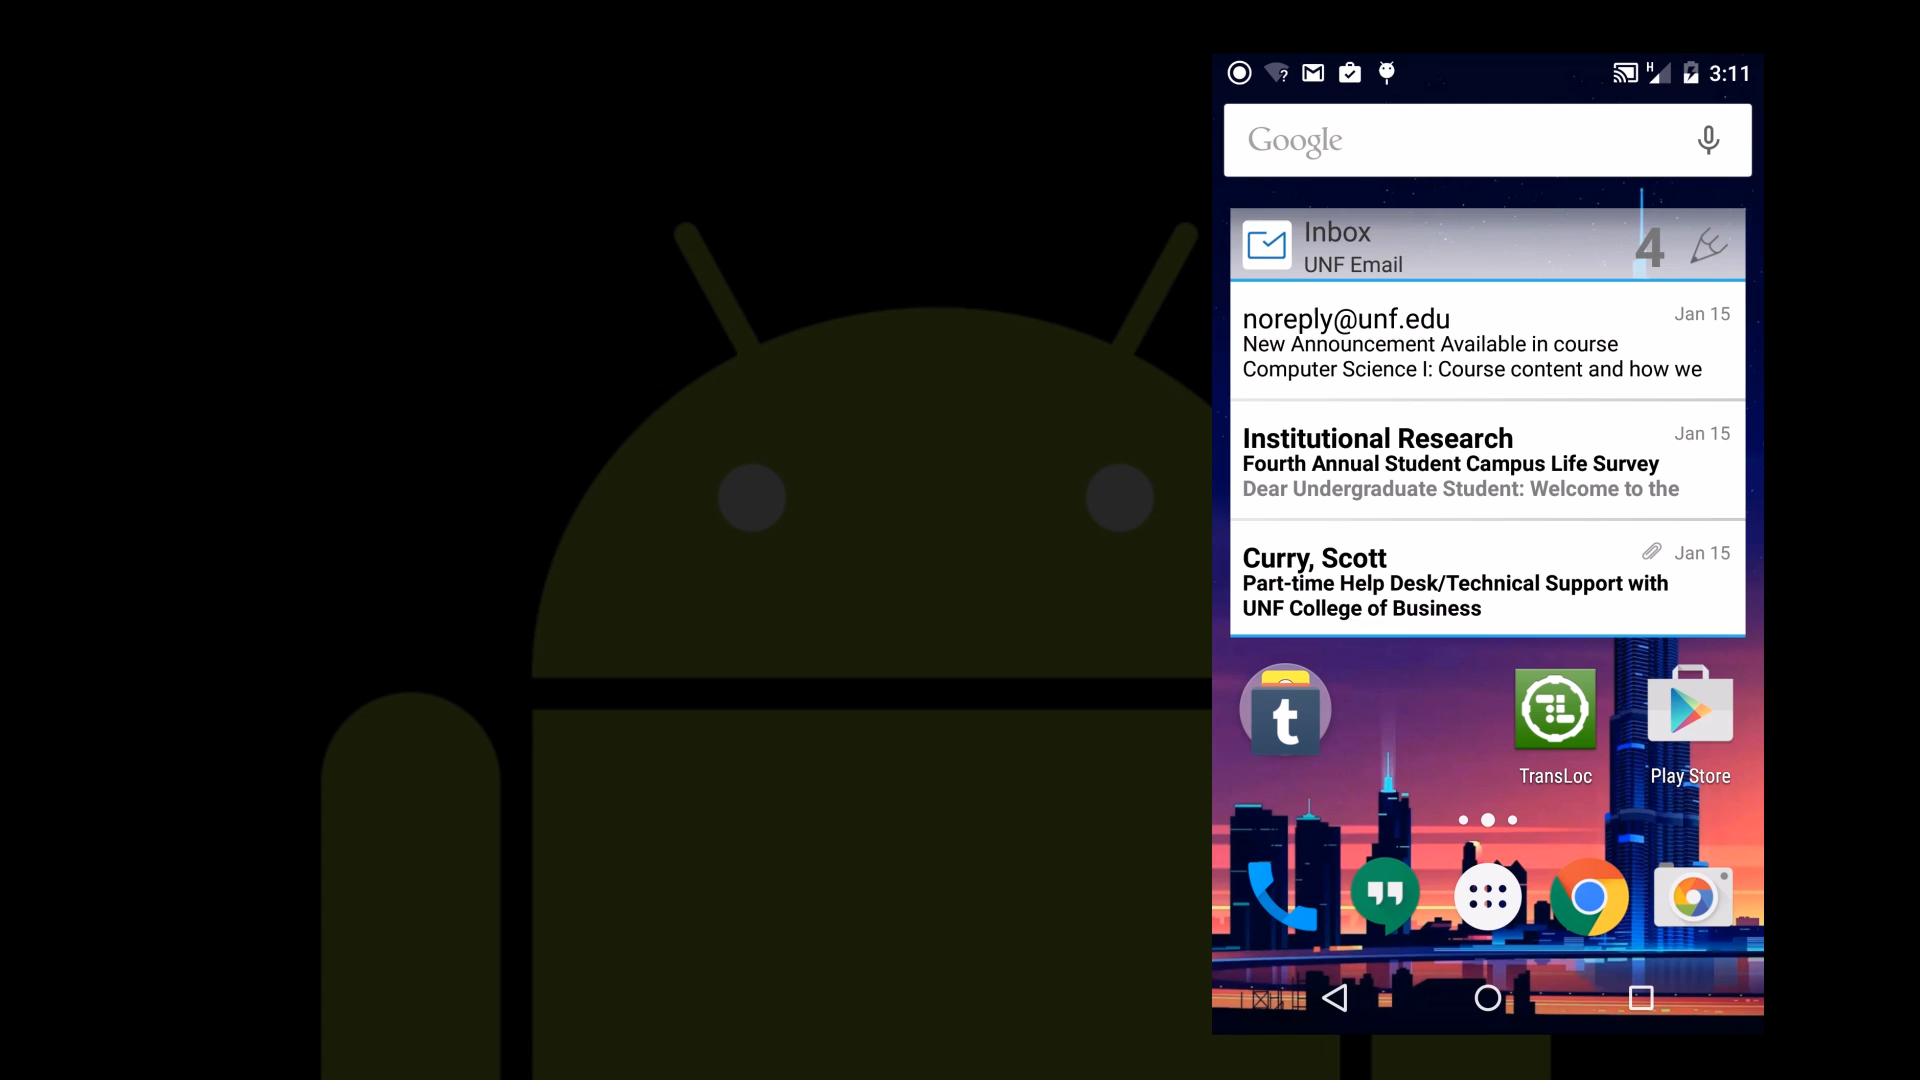 H 3:11
Google
Inbox
UNF Email
4
noreply@unf.edu
Jan 15
New Announcement Available in course
Computer Science I: Course content and how we
Institutional Research
Jan 15
Fourth Annual Student Campus Life Survey
Dear Undergraduate Student: Welcome to the
Curry, Scott
Jan 15
Part-time Help Desk/Technical Support with
UNF College of Business
t
TransLoc
Play Store